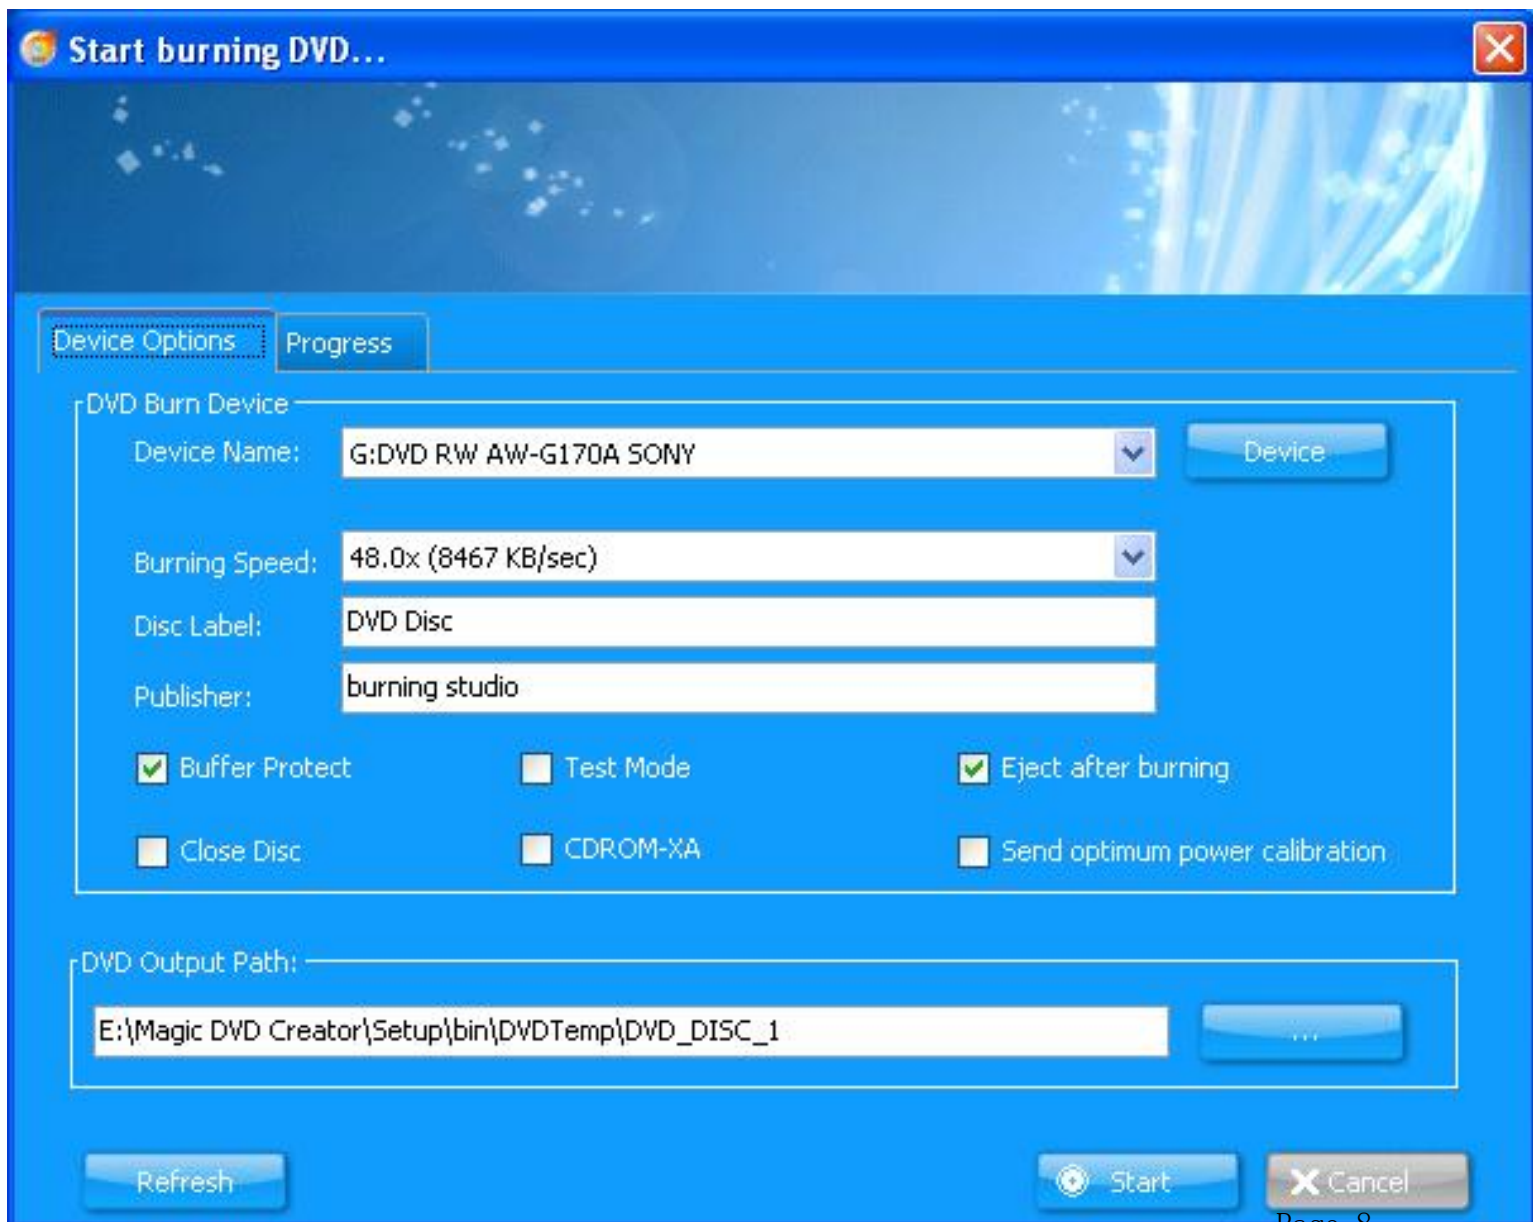 Start burning DVD...
Device Options
Progress
DVD Burn Device
Device Name:
G:DVD RW AW-G170A SONY
Device
Burning Speed:
48.0x (8467 KB/sec)
Disc Label:
DVD Disc
Publisher:
burning studio
Buffer Protect
Test Mode
Eject after burning
Close Disc
CDROM-XA
Send optimum power calibration
DVD Output Path:
E:\Magic DVD Creator\Setup\bin\DVDTemp\DVD_DISC_1
...
Refresh
Start
Cancel
Page 8